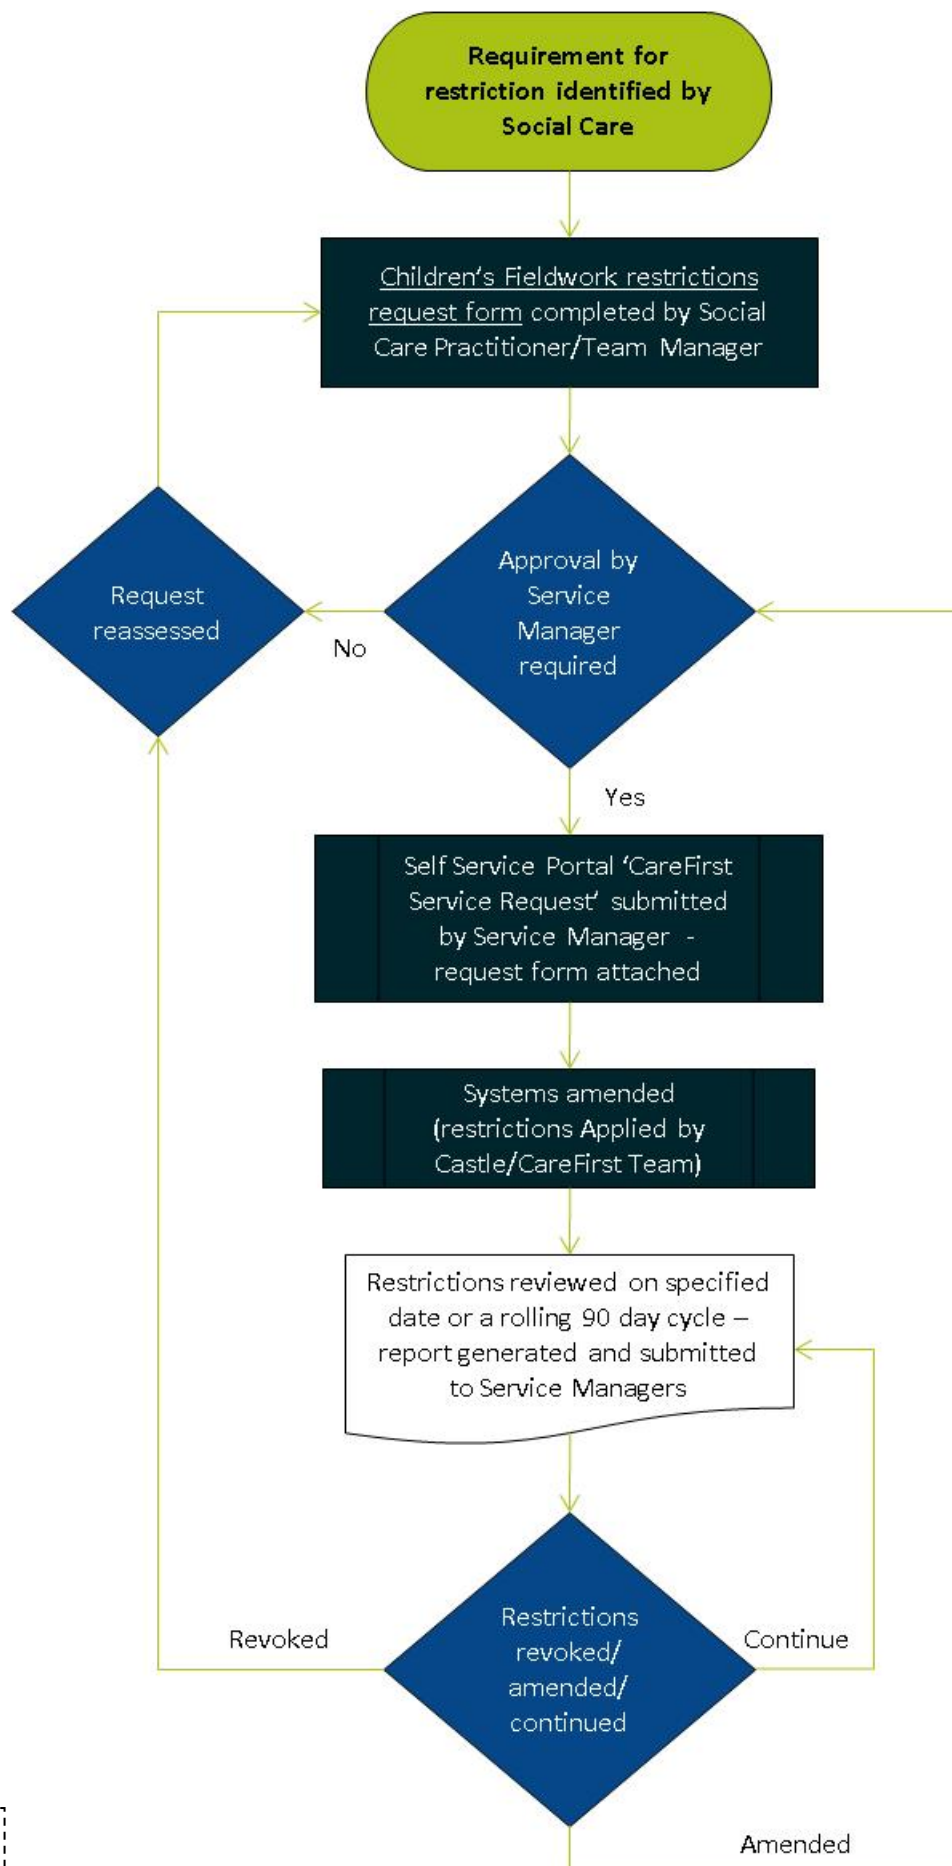 Requirement for
restriction identified by
Social Care
Children's Fieldwork restrictions
request form completed by Social
Care Practitioner/Team Manager
Approval by
Service
Manager
required
Request
reassessed
No
Yes
Self Service Portal ‘CareFirst
Service Request’ submitted
by Service Manager -
request form attached
Systems amended
(restrictions Applied by
Castle/CareFirst Team)
Restrictions reviewed on specified
date or a rolling 90 day cycle –
report generated and submitted
to Service Managers
Restrictions
revoked/
amended/
continued
Revoked
Continue
Amended